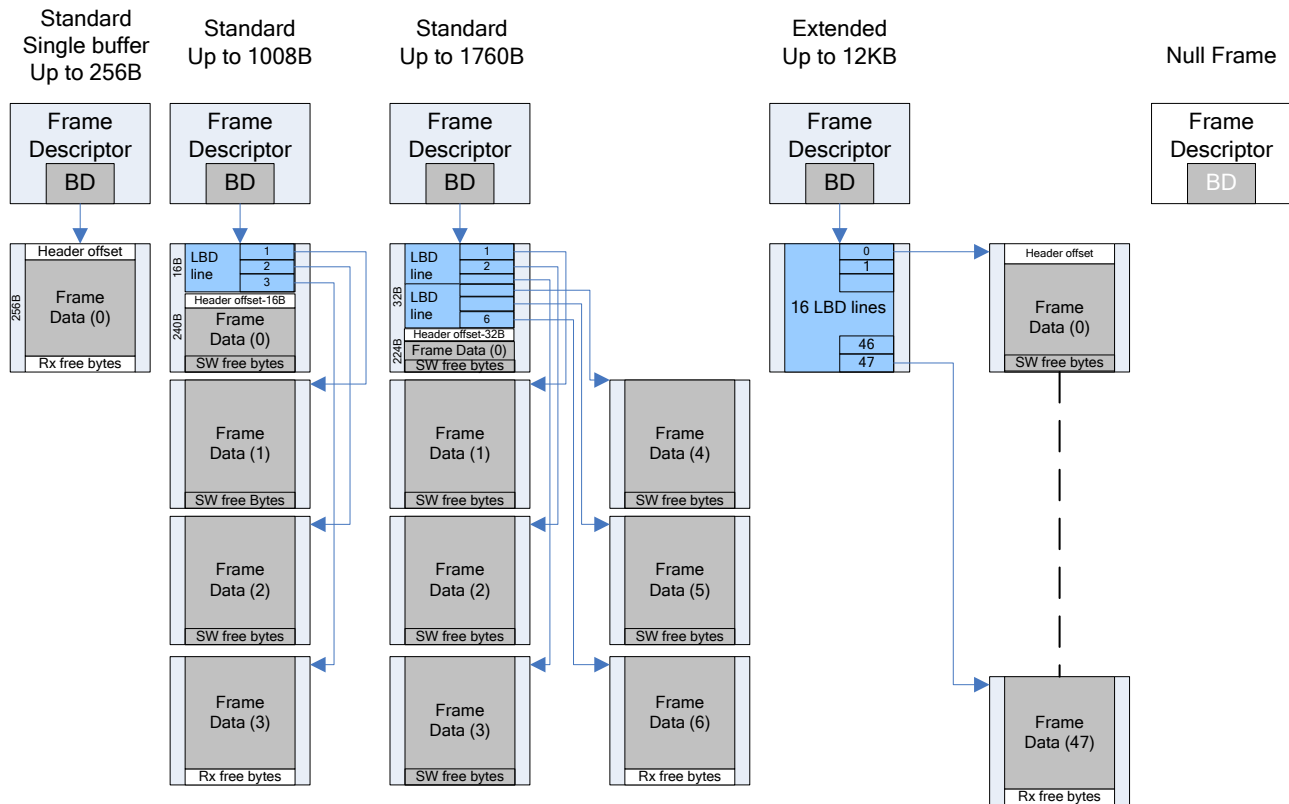 Standard
Single buffer
Up to 256B
Standard
Up to 1008B
Standard
Up to 1760B
Extended
Up to 12KB
Null Frame
Frame
Descriptor
BD
Frame
Descriptor
BD
Frame
Descriptor
BD
Frame
Descriptor
BD
Frame
Descriptor
BD
256B
Header offset
Frame
Data (0)
Rx free bytes
16B
LBD
line
1
2
3
240B
Header offset-16B
Frame
Data (0)
SW free bytes
Frame
Data (1)
SW free Bytes
Frame
Data (2)
SW free bytes
Frame
Data (3)
Rx free bytes
32B
LBD
line
1
2
LBD
line
6
224B
Header offset-32B
Frame Data (0)
SW free bytes
Frame
Data (1)
SW free bytes
Frame
Data (2)
SW free bytes
Frame
Data (3)
SW free bytes
Frame
Data (4)
SW free bytes
Frame
Data (5)
SW free bytes
Frame
Data (6)
Rx free bytes
0
1
16 LBD lines
46
47
Header offset
Frame
Data (0)
SW free bytes
Frame
Data (47)
Rx free bytes